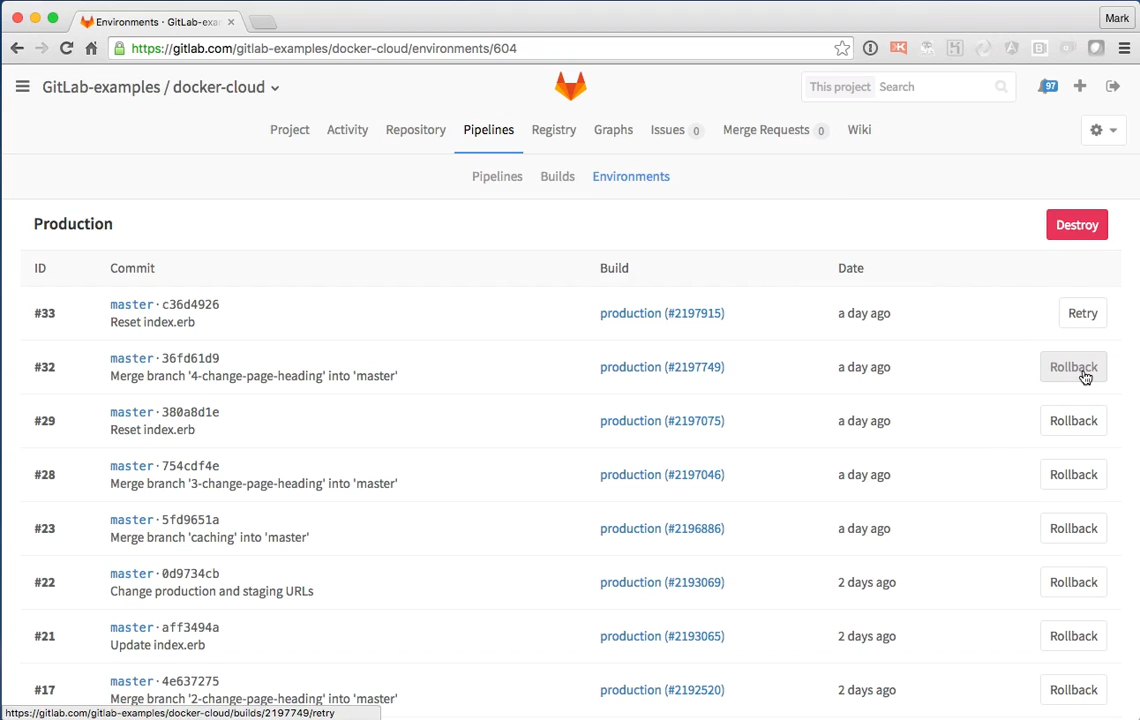 Environments · GitLab-exa
Mark
https://gitlab.com/gitlab-examples/docker-cloud/environments/604
GitLab-examples / docker-cloud
This project Search
97
Project Activity Repository Pipelines Registry Graphs Issues 0 Merge Requests 0 Wiki
Pipelines Builds Environments
Production
Destroy
ID Commit Build Date
#33 master · c36d4926 production (#2197915) a day ago Retry
Reset index.erb
#32 master · 36fd61d9 production (#2197749) a day ago Rollback
Merge branch '4-change-page-heading' into 'master'
#29 master · 380a8d1e production (#2197075) a day ago Rollback
Reset index.erb
#28 master · 754cdf4e production (#2197046) a day ago Rollback
Merge branch '3-change-page-heading' into 'master'
#23 master · 5fd9651a production (#2196886) a day ago Rollback
Merge branch 'caching' into 'master'
#22 master · 0d9734cb production (#2193069) 2 days ago Rollback
Change production and staging URLs
#21 master · aff3494a production (#2193065) 2 days ago Rollback
Update index.erb
#17 master · 4e637275 production (#2192520) 2 days ago Rollback
Merge branch '2-change-page-heading' into 'master'
https://gitlab.com/gitlab-examples/docker-cloud/builds/2197749/retry